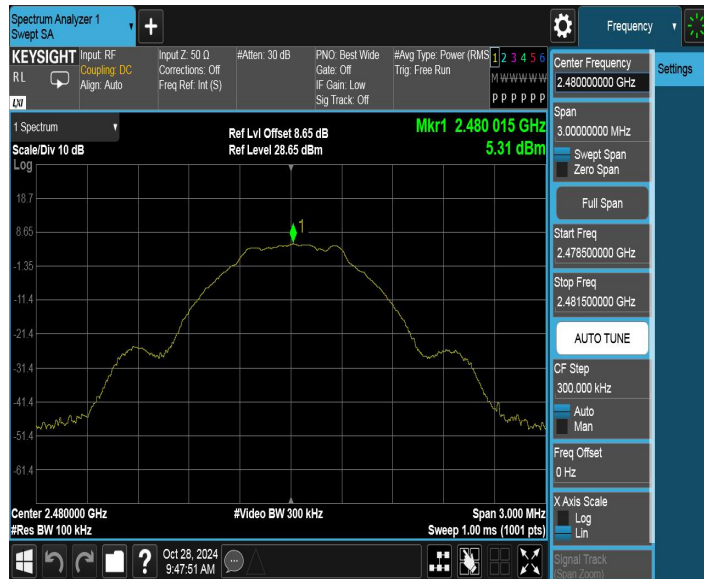 Spectrum Analyzer 1
Swept SA
+
Frequency
KEYSIGHT
RL
LXI
Input: RF
Coupling: DC
Align: Auto
Input Z: 50 Ω
Corrections: Off
Freq Ref: Int (S)
#Atten: 30 dB
PNO: Best Wide
Gate: Off
IF Gain: Low
Sig Track: Off
#Avg Type: Power (RMS
Trig: Free Run
1 2 3 4 5 6
M W W W W W
P P P P P P
1 Spectrum
Scale/Div 10 dB
Log
Ref Lvl Offset 8.65 dB
Ref Level 28.65 dBm
Mkr1 2.480 015 GHz
5.31 dBm
18.7
8.65
-1.35
-11.4
-21.4
-31.4
-41.4
-51.4
-61.4
1
Center 2.480000 GHz
#Res BW 100 kHz
#Video BW 300 kHz
Span 3.000 MHz
Sweep 1.00 ms (1001 pts)
?
Oct 28, 2024
9:47:51 AM
Center Frequency
2.480000000 GHz
Span
3.00000000 MHz
Swept Span
Zero Span
Full Span
Start Freq
2.478500000 GHz
Stop Freq
2.481500000 GHz
AUTO TUNE
CF Step
300.000 kHz
Auto
Man
Freq Offset
0 Hz
X Axis Scale
Log
Lin
Signal Track
(Span Zoom)
Settings